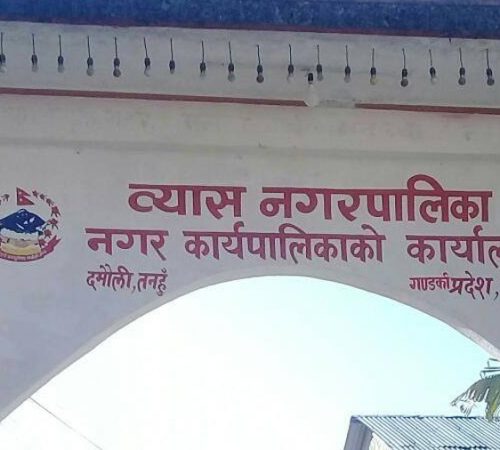 व्यास नगरपालिका
नगर कार्यपालिकाको कार्याल
दमौली,तनहुँ
गण्डकी प्रदेश,